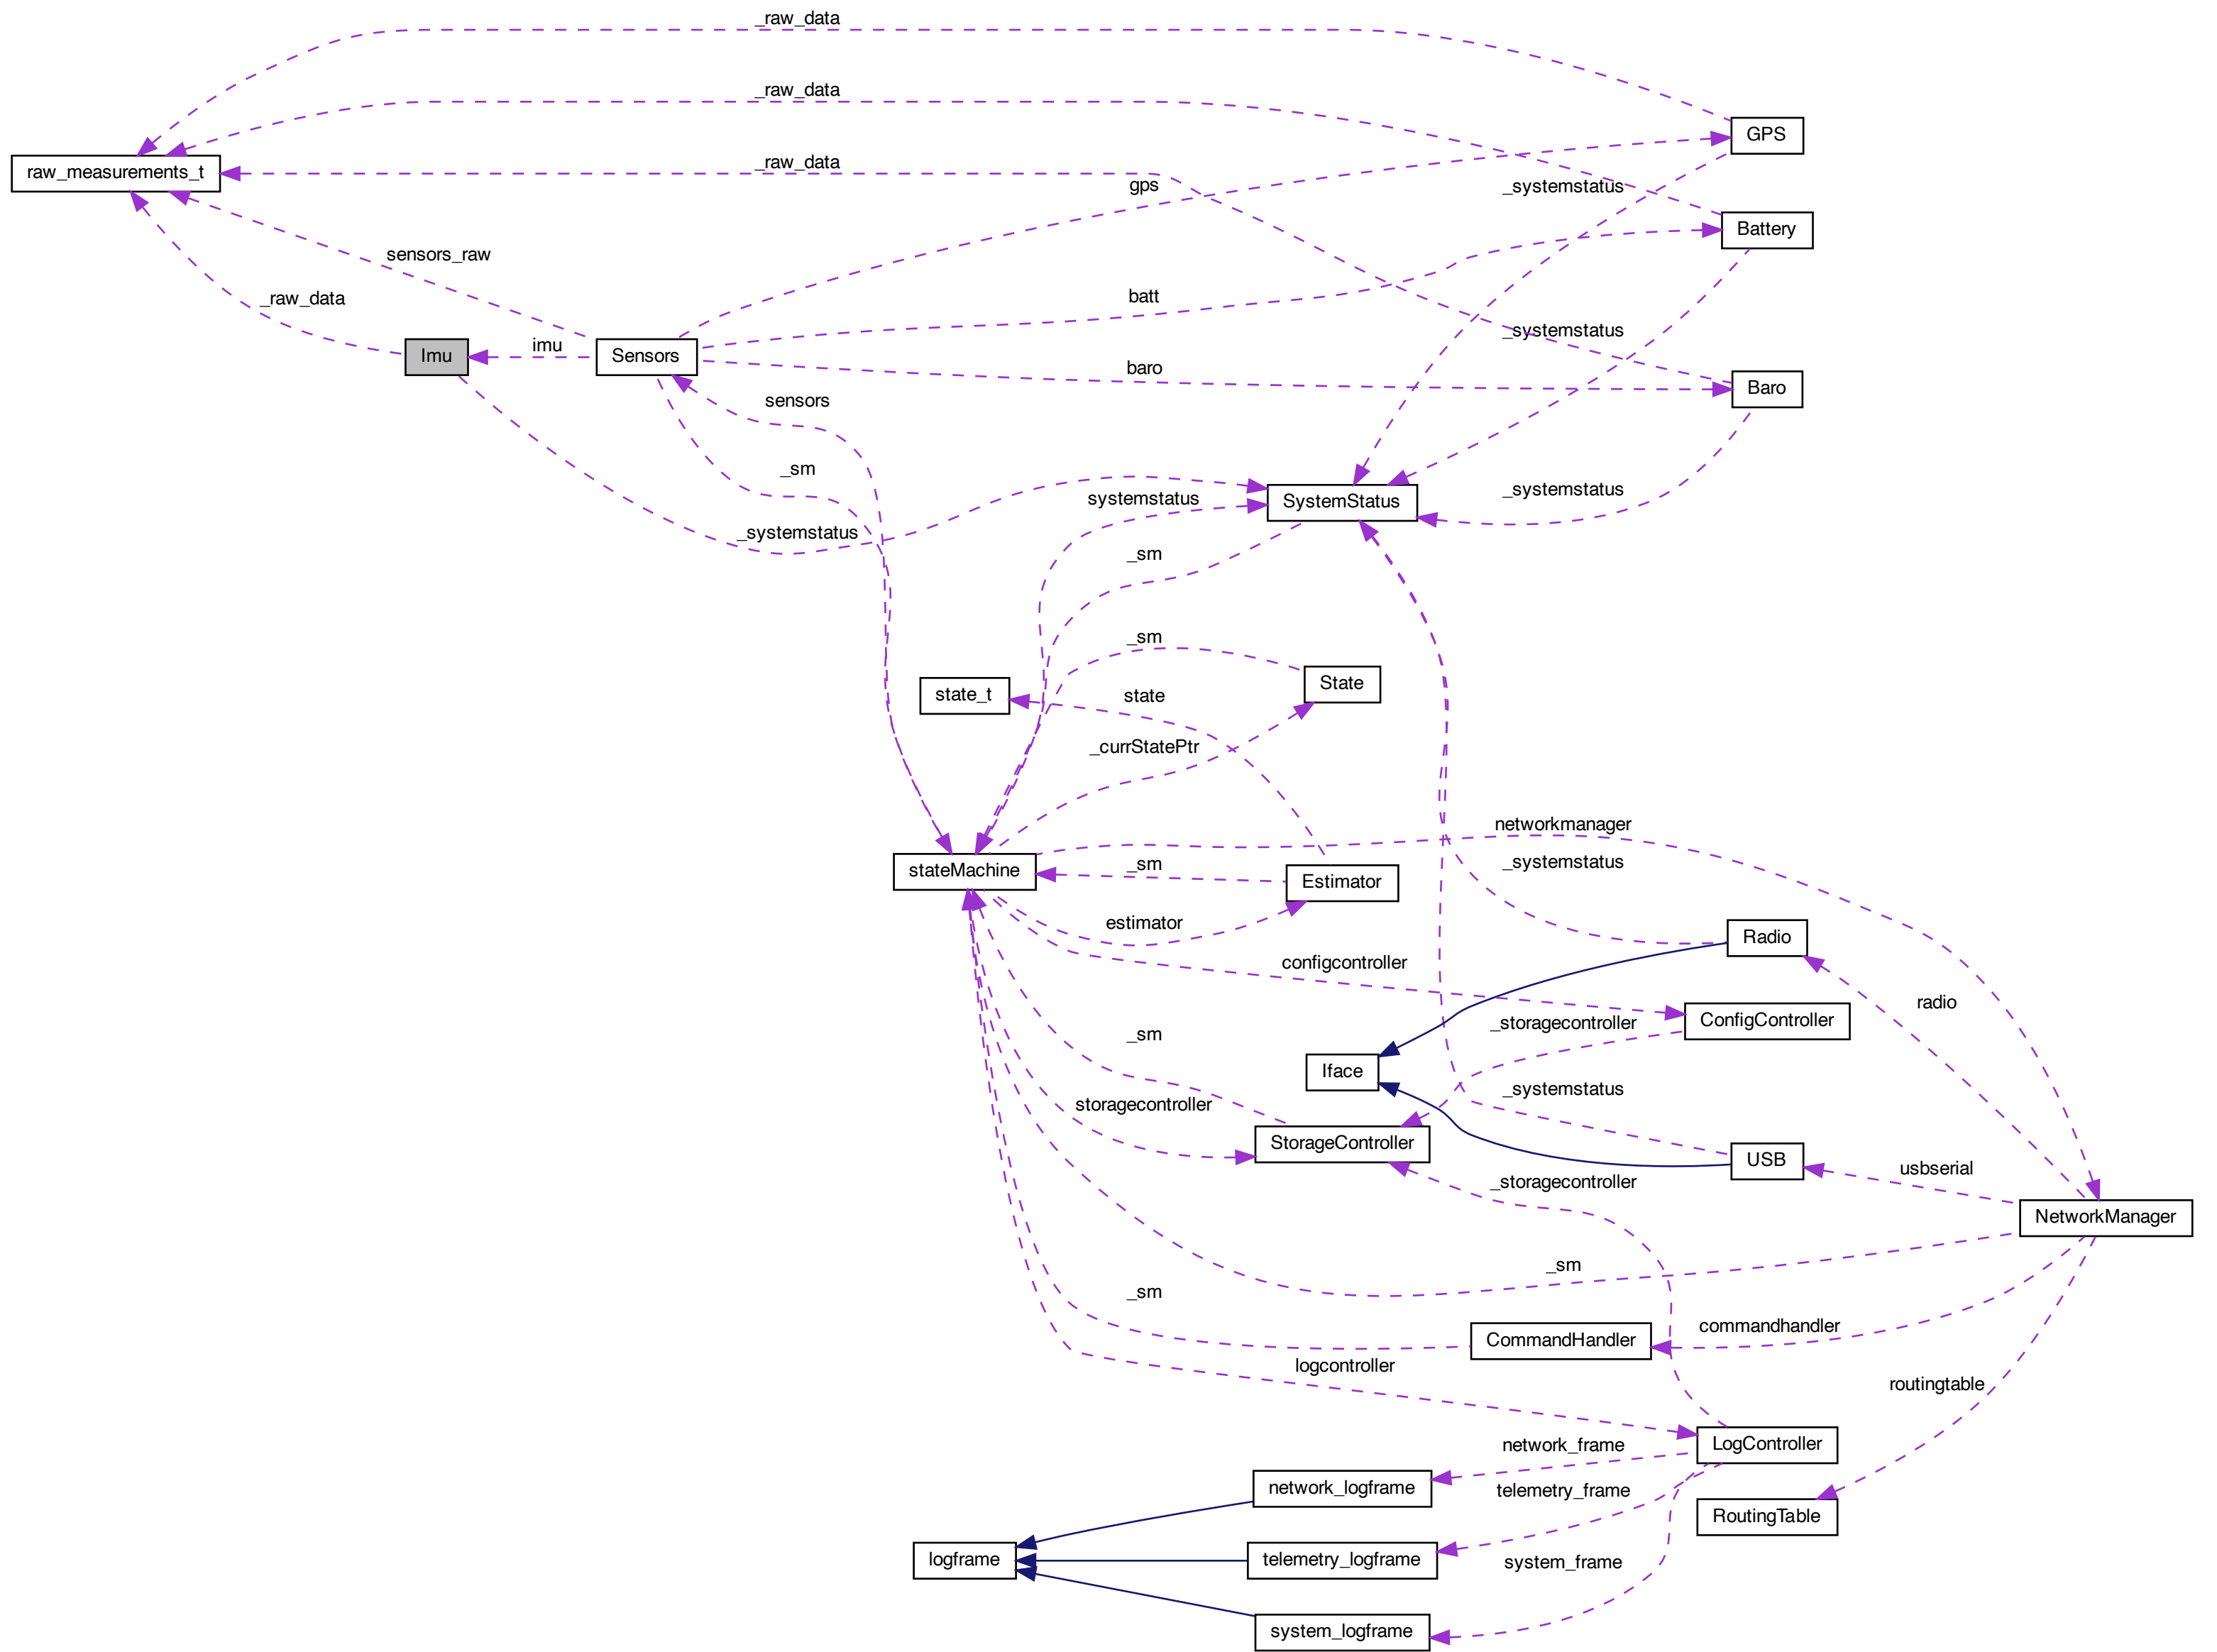 _raw_data
_raw_data
GPS
_raw_data
raw_measurements_t
gps
_systemstatus
Battery
sensors_raw
_raw_data
batt
_systemstatus
imu
Imu
Sensors
baro
Baro
sensors
_sm
systemstatus
SystemStatus
_systemstatus
_systemstatus
_sm
_sm
State
state_t
state
_currStatePtr
networkmanager
stateMachine
_sm
_systemstatus
Estimator
estimator
Radio
configcontroller
radio
ConfigController
_storagecontroller
_sm
Iface
_systemstatus
storagecontroller
StorageController
USB
usbserial
_storagecontroller
NetworkManager
_sm
_sm
commandhandler
CommandHandler
logcontroller
routingtable
network_frame
LogController
network_logframe
telemetry_frame
RoutingTable
logframe
telemetry_logframe
system_frame
system_logframe